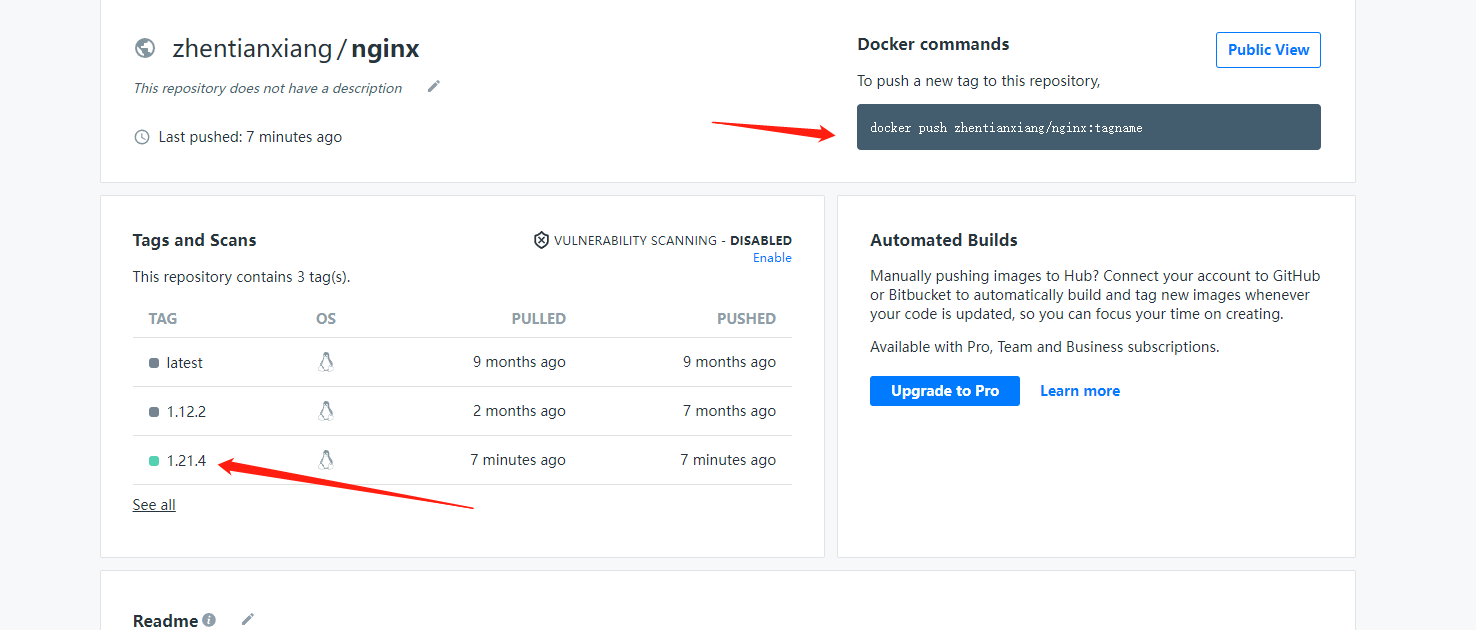 zhentianxiang/nginx
This repository does not have a description
Last pushed: 7 minutes ago
Docker commands
Public View
To push a new tag to this repository,
docker push zhentianxiang/nginx:tagname
Tags and Scans
VULNERABILITY SCANNING - DISABLED
Enable
This repository contains 3 tag(s).
TAG OS PULLED PUSHED
latest 9 months ago 9 months ago
1.12.2 2 months ago 7 months ago
1.21.4 7 minutes ago 7 minutes ago
See all
Automated Builds
Manually pushing images to Hub? Connect your account to GitHub
or Bitbucket to automatically build and tag new images whenever
your code is updated, so you can focus your time on creating.
Available with Pro, Team and Business subscriptions.
Upgrade to Pro Learn more
Readme